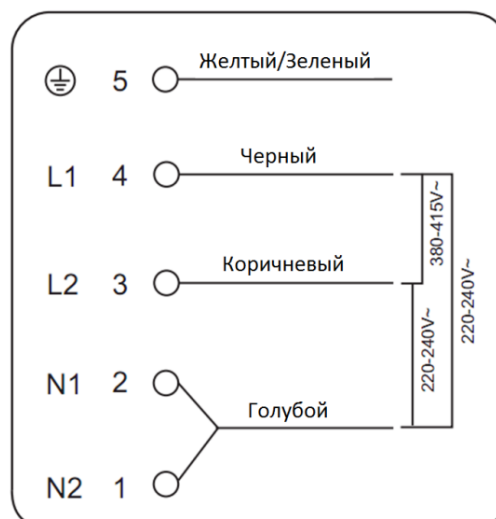 5 Желтый/Зеленый
L1 4 Черный
L2 3 Коричневый
N1 2
Голубой
N2 1
380-415V~
220-240V~
220-240V~